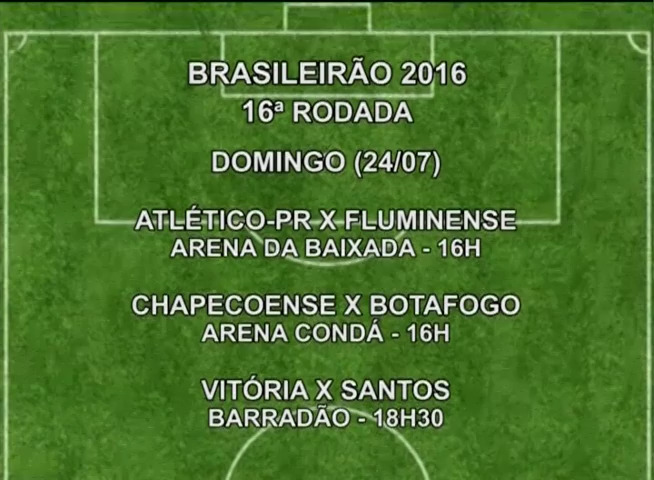 BRASILEIRÃO 2016
16ª RODADA
DOMINGO (24/07)
ATLÉTICO-PR X FLUMINENSE
ARENA DA BAIXADA - 16H
CHAPECOENSE X BOTAFOGO
ARENA CONDÁ - 16H
VITÓRIA X SANTOS
BARRADÃO - 18H30